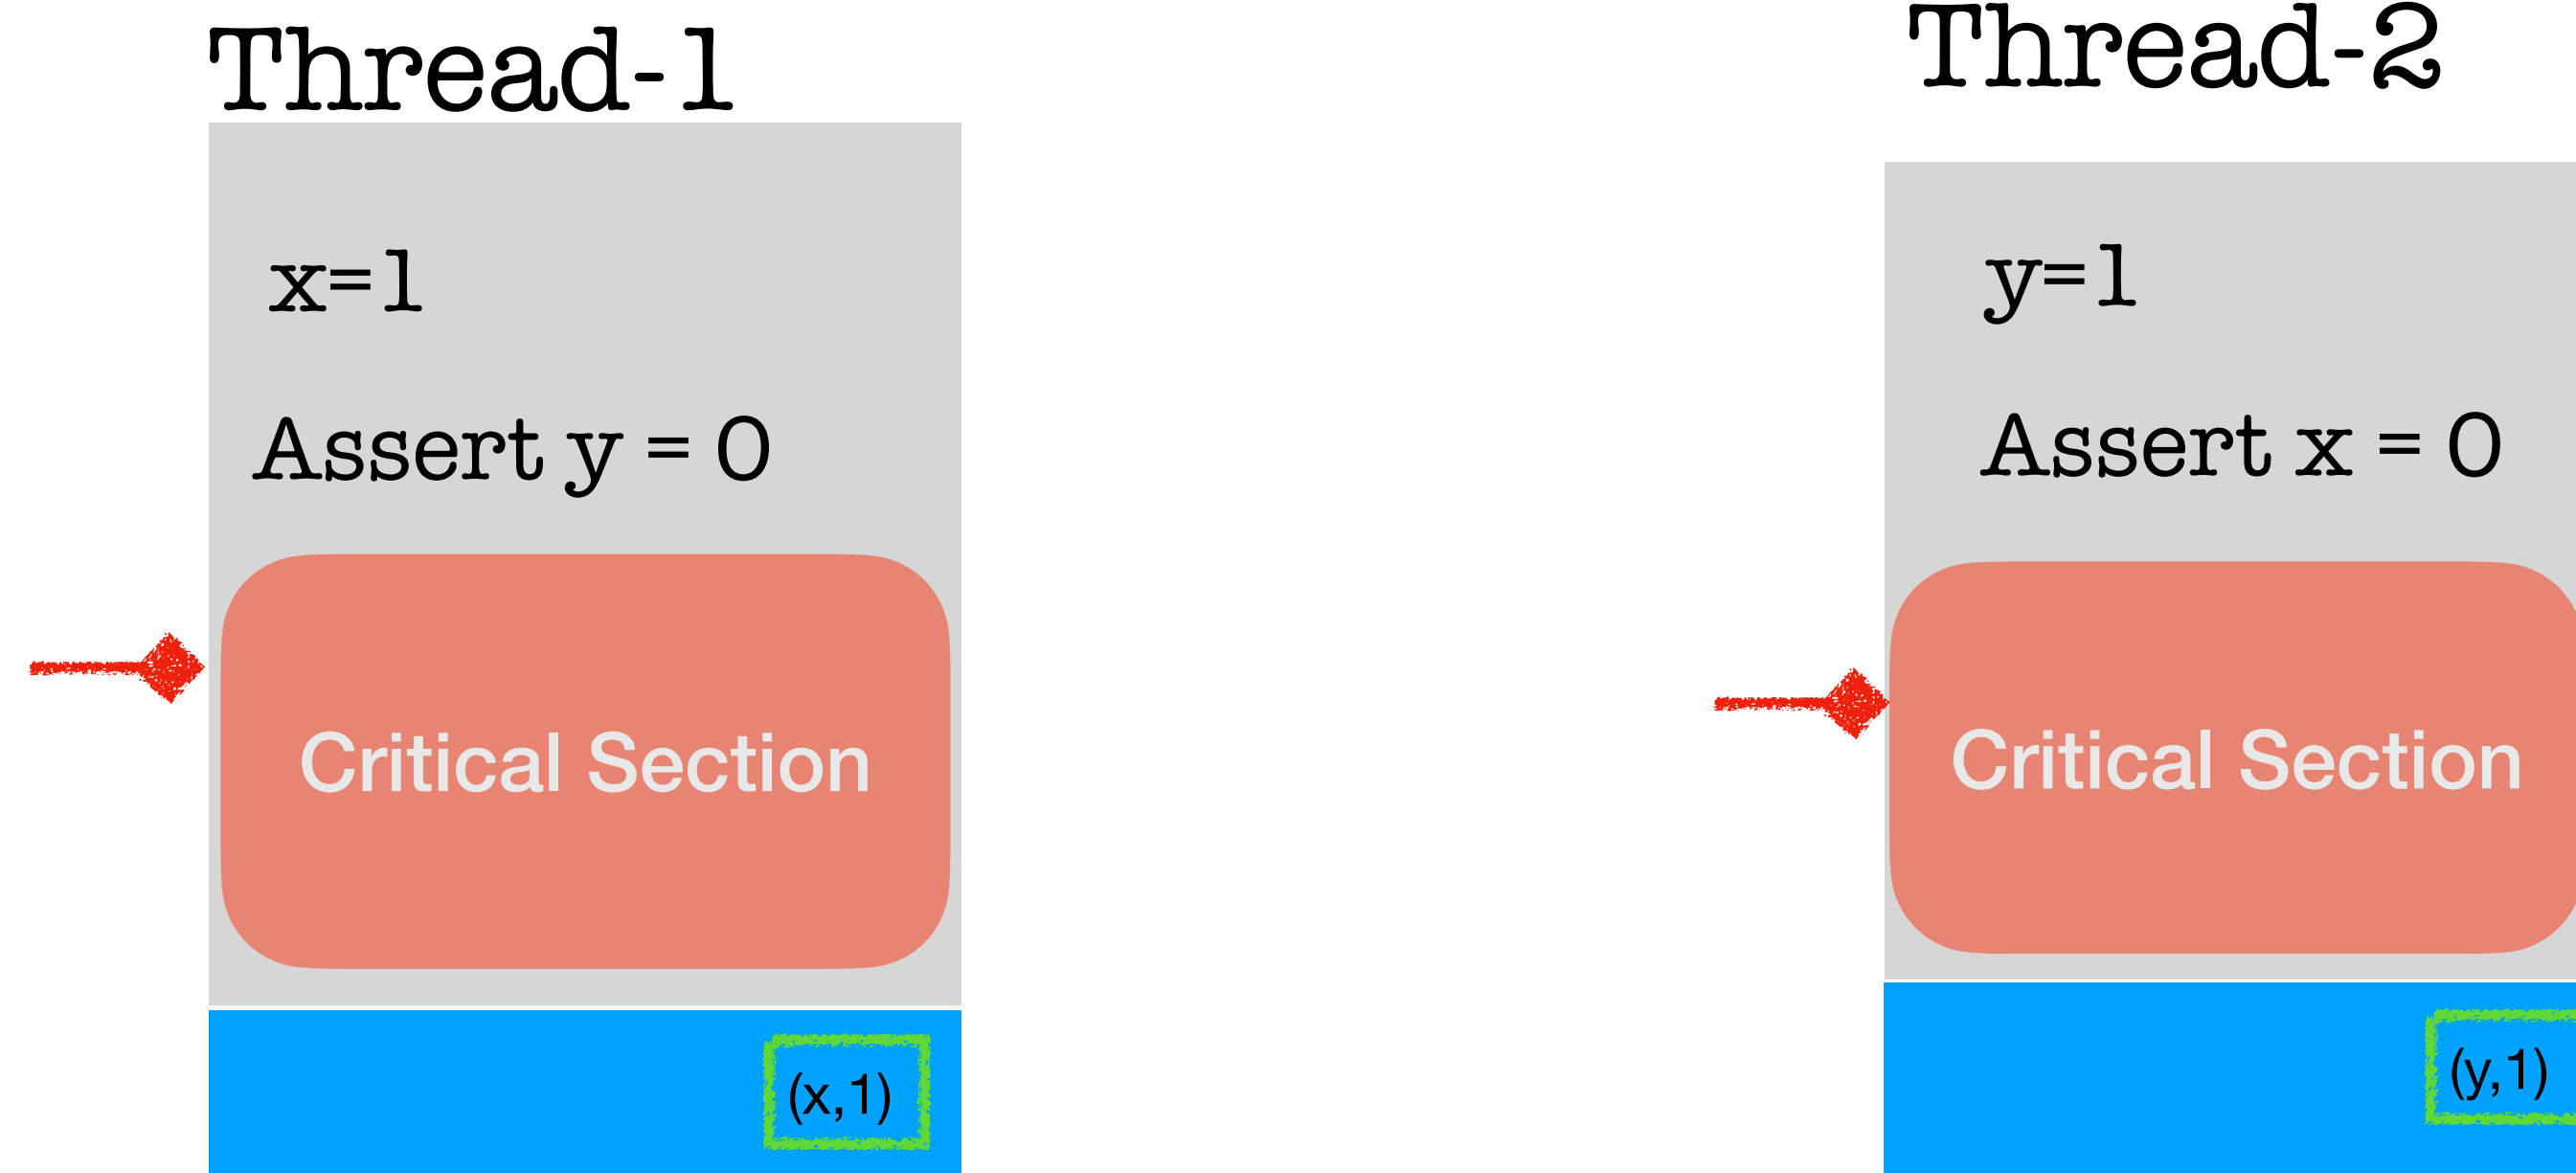 Thread-1
x=1
Assert y = 0
Critical Section
(x,1)
Thread-2
y=1
Assert x = 0
Critical Section
(y,1)